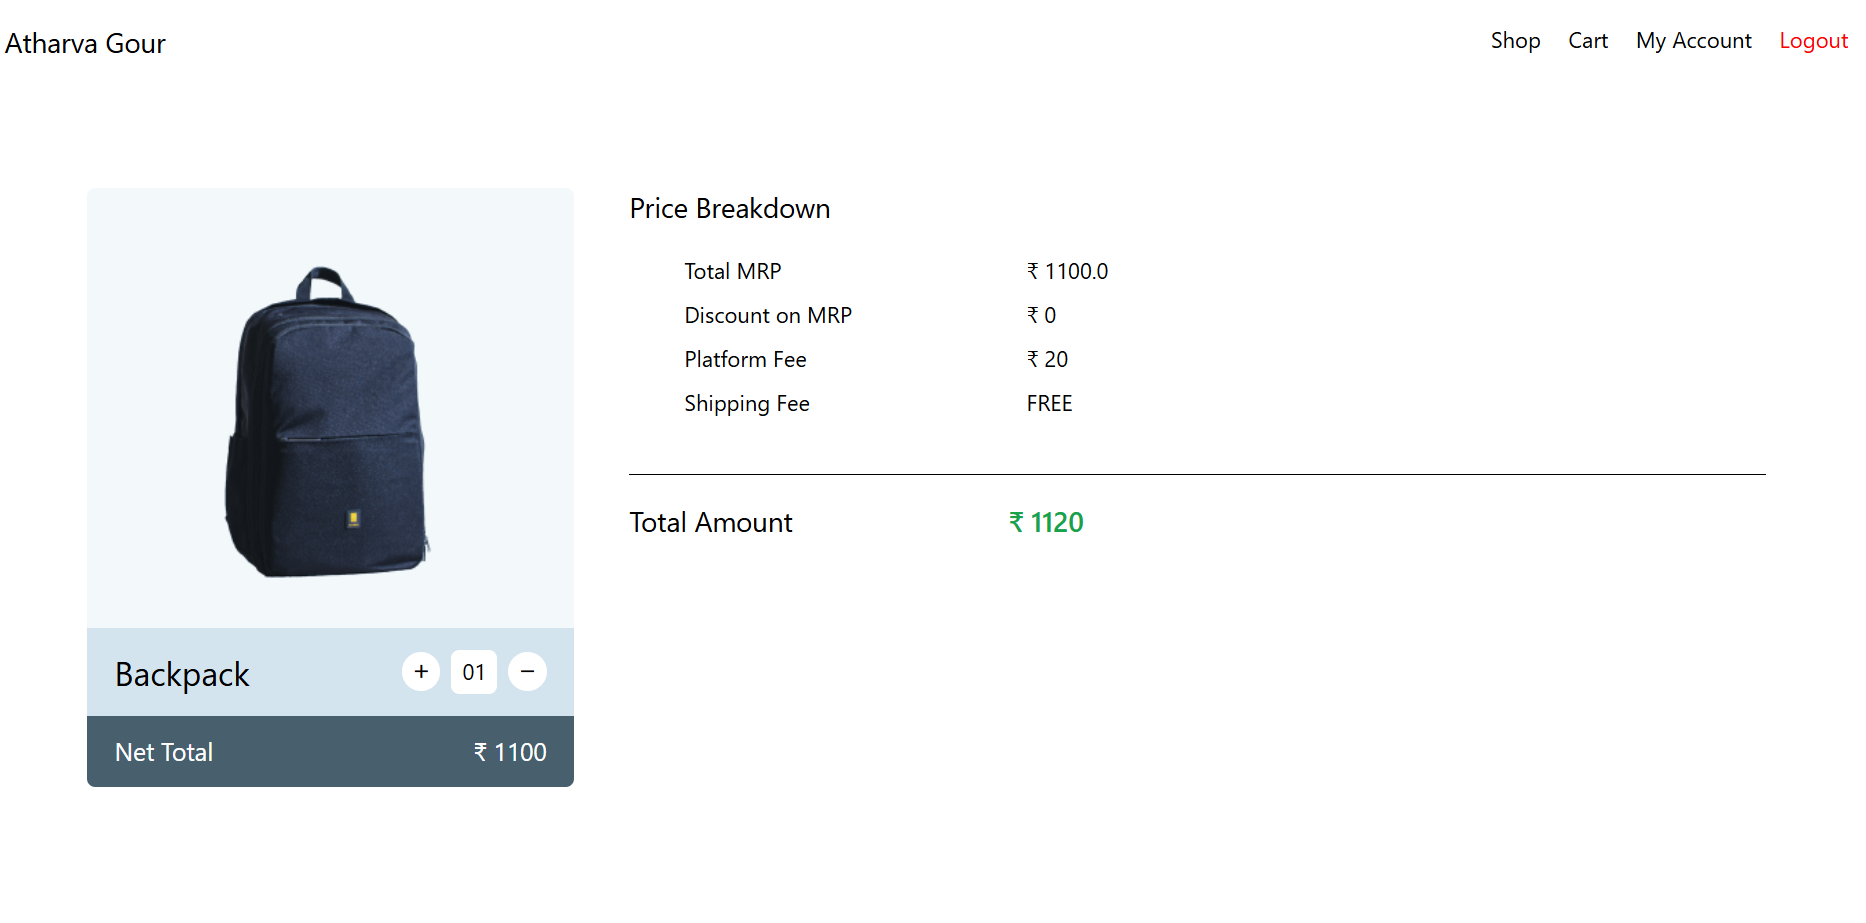 Atharva Gour
Shop Cart My Account Logout
Price Breakdown
Total MRP ₹ 1100.0
Discount on MRP ₹ 0
Platform Fee ₹ 20
Shipping Fee FREE
Total Amount ₹ 1120
Backpack + 01 −
Net Total ₹ 1100